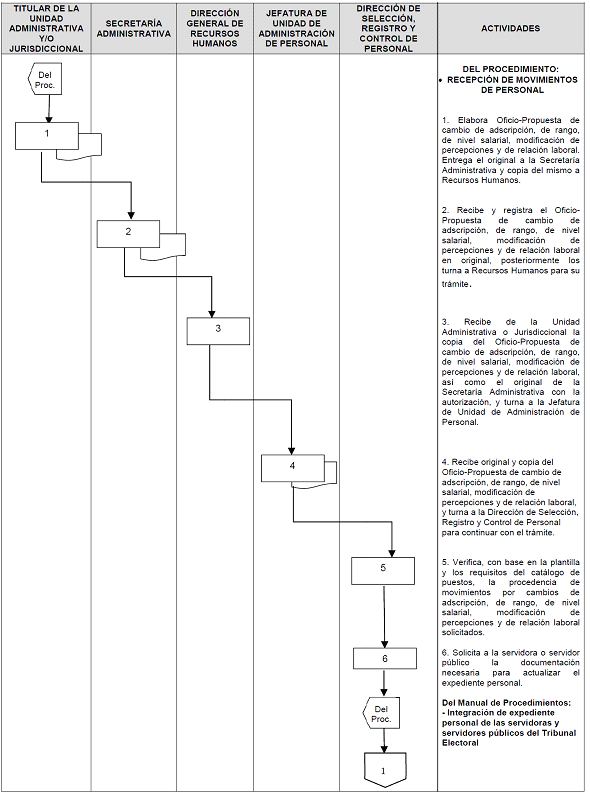 TITULAR DE LA
UNIDAD
ADMINISTRATIVA
Y/O
JURISDICCIONAL
SECRETARÍA
ADMINISTRATIVA
DIRECCIÓN
GENERAL DE
RECURSOS
HUMANOS
JEFATURA DE
UNIDAD DE
ADMINISTRACIÓN
DE PERSONAL
DIRECCIÓN DE
SELECCIÓN,
REGISTRO Y
CONTROL DE
PERSONAL
ACTIVIDADES
Del
Proc.
1
2
3
4
5
6
Del
Proc.
1
DEL PROCEDIMIENTO:
• RECEPCIÓN DE MOVIMIENTOS
DE PERSONAL
1. Elabora Oficio-Propuesta de
cambio de adscripción, de rango,
de nivel salarial, modificación de
percepciones y de relación laboral.
Entrega el original a la Secretaría
Administrativa y copia del mismo a
Recursos Humanos.
2. Recibe y registra el Oficio-
Propuesta de cambio de
adscripción, de rango, de nivel
salarial, modificación de
percepciones y de relación laboral
en original, posteriormente los
turna a Recursos Humanos para su
trámite.
3. Recibe de la Unidad
Administrativa o Jurisdiccional la
copia del Oficio-Propuesta de
cambio de adscripción, de rango,
de nivel salarial, modificación de
percepciones y de relación laboral,
así como el original de la
Secretaría Administrativa con la
autorización, y turna a la Jefatura
de Unidad de Administración de
Personal.
4. Recibe original y copia del
Oficio-Propuesta de cambio de
adscripción, de rango, de nivel
salarial, modificación de
percepciones y de relación laboral,
y turna a la Dirección de Selección,
Registro y Control de Personal
para continuar con el trámite.
5. Verifica, con base en la plantilla
y los requisitos del catálogo de
puestos, la procedencia de
movimientos por cambios de
adscripción, de rango, de nivel
salarial, modificación de
percepciones y de relación laboral
solicitados.
6. Solicita a la servidora o servidor
público la documentación
necesaria para actualizar el
expediente personal.
Del Manual de Procedimientos:
- Integración de expediente
personal de las servidoras y
servidores públicos del Tribunal
Electoral